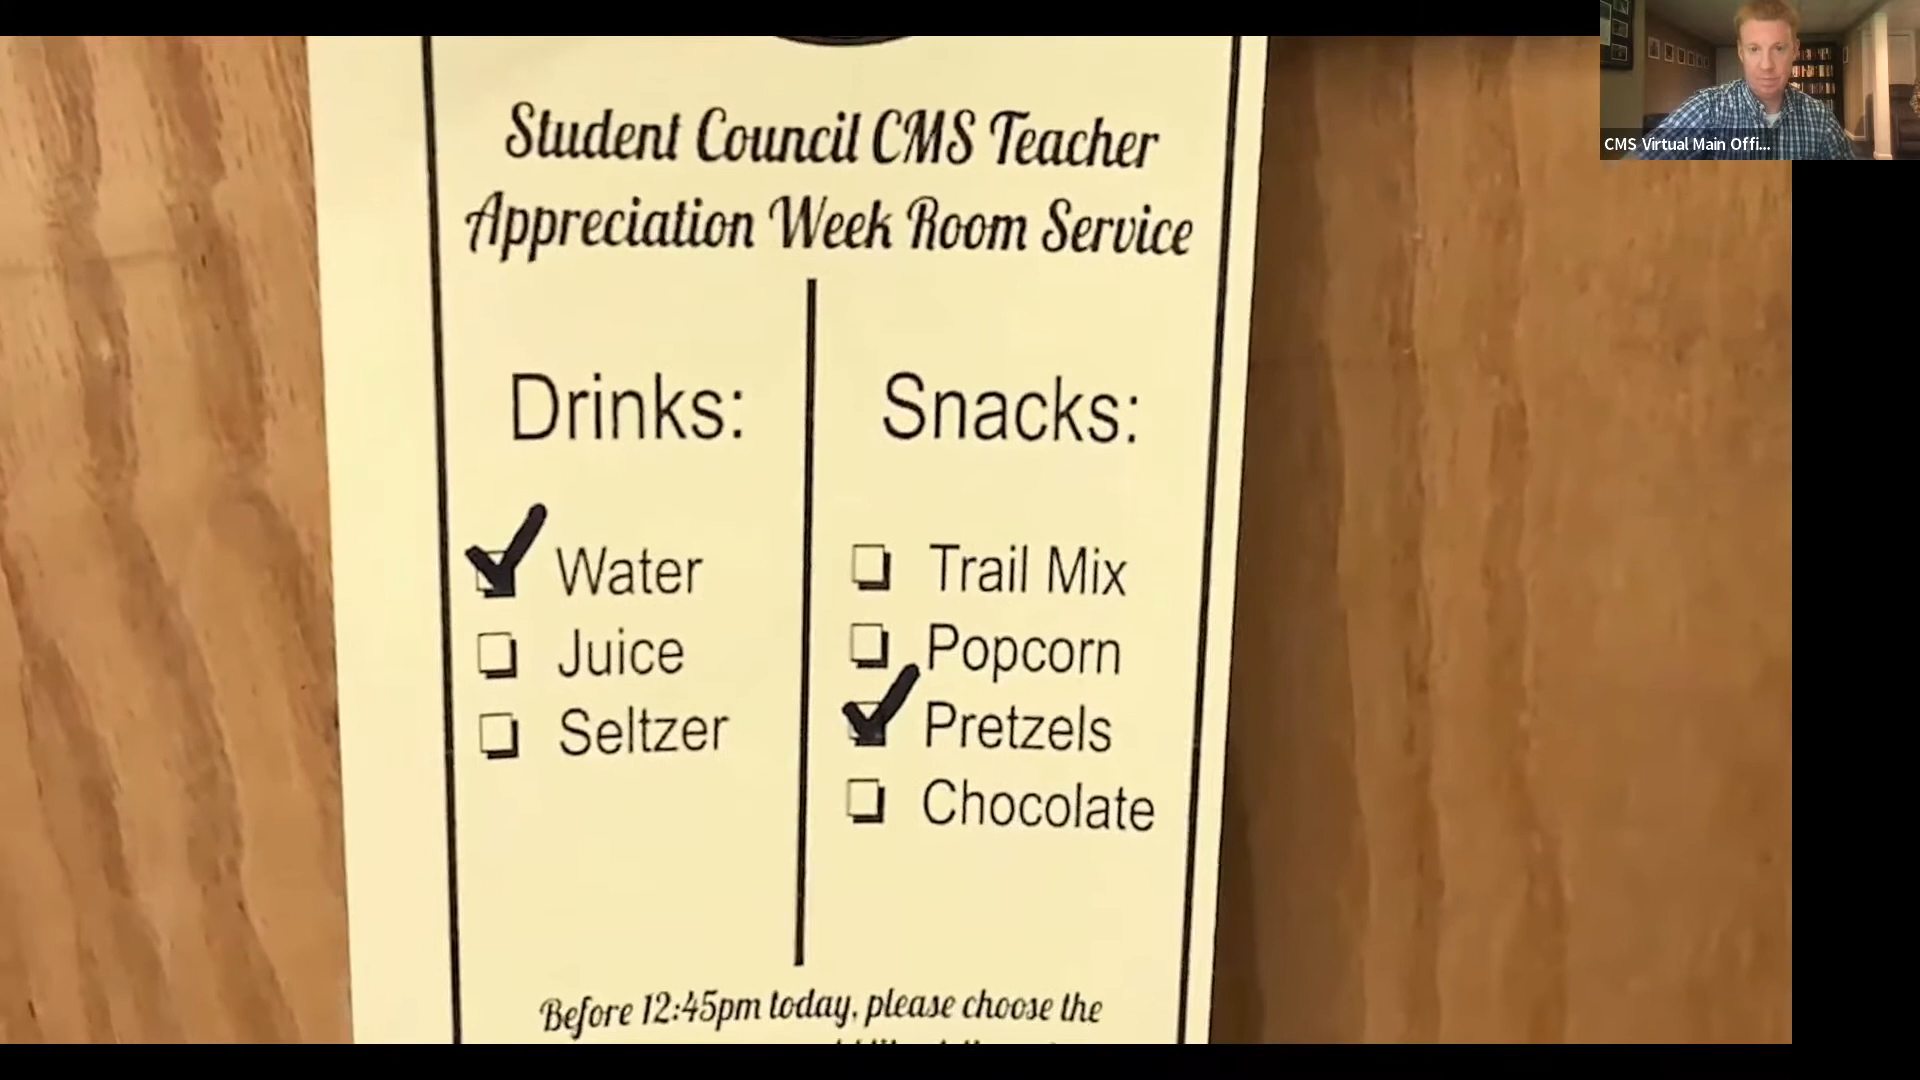 Student Council CMS Teacher
Appreciation Week Room Service
Drinks:
Water
Juice
Seltzer
Snacks:
Trail Mix
Popcorn
Pretzels
Chocolate
Before 12:45pm today, please choose the
CMS Virtual Main Offi...